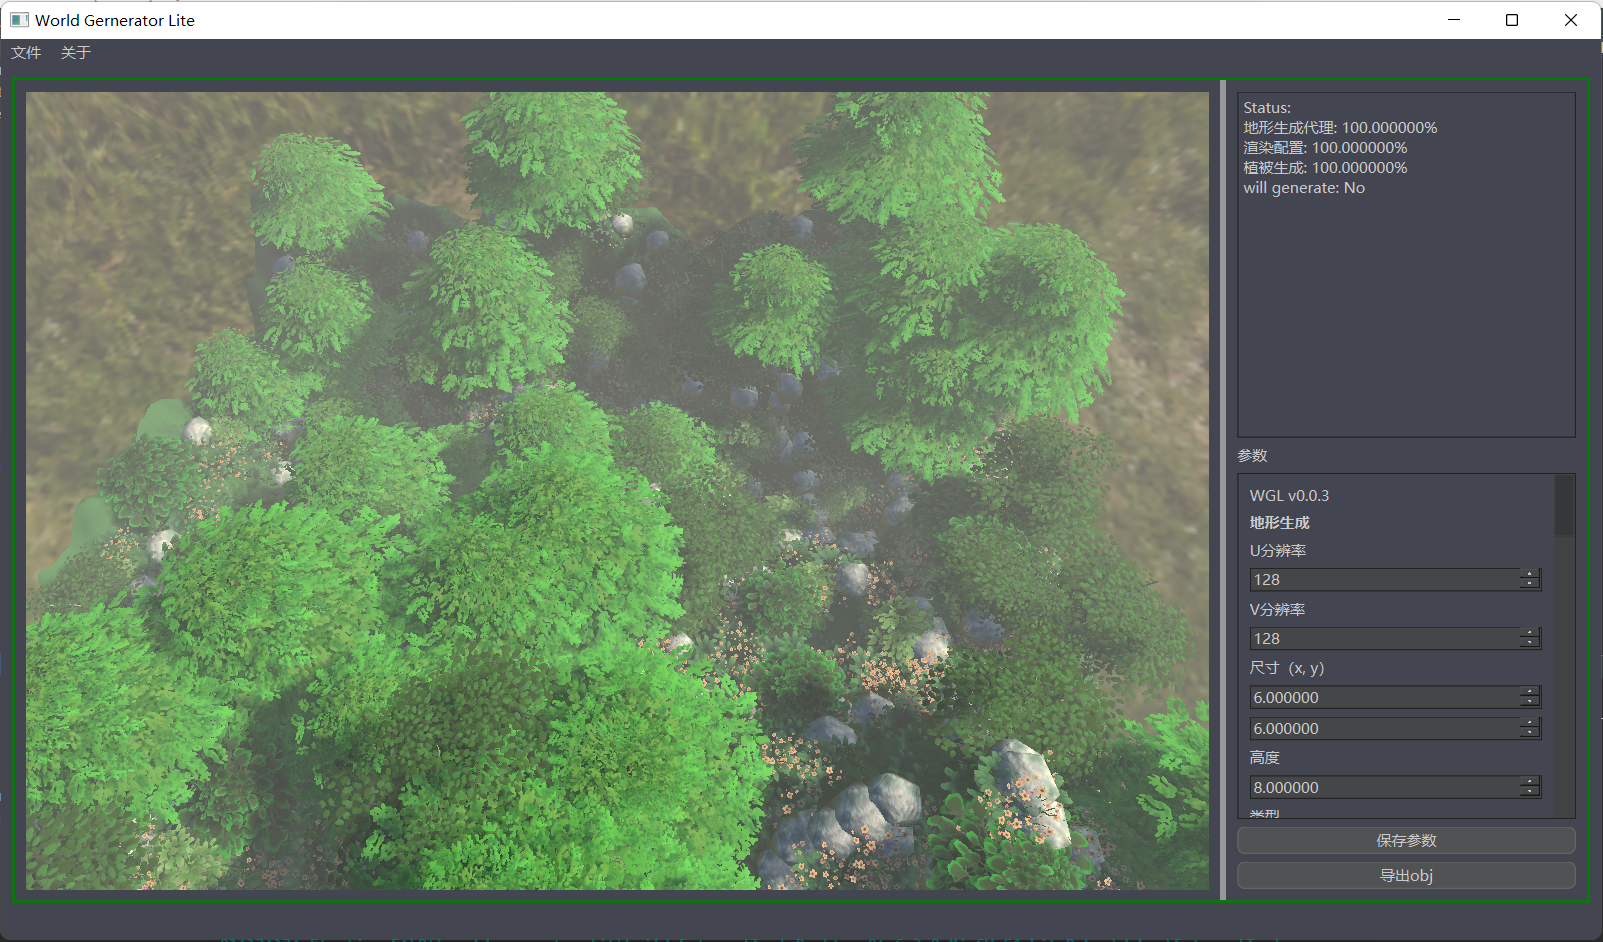 World Gernerator Lite
文件 关于
Status:
地形生成代理: 100.000000%
渲染配置: 100.000000%
植被生成: 100.000000%
will generate: No
参数
WGL v0.0.3
地形生成
U分辨率
128
V分辨率
128
尺寸 (x, y)
6.000000
6.000000
高度
8.000000
类型
保存参数
导出obj